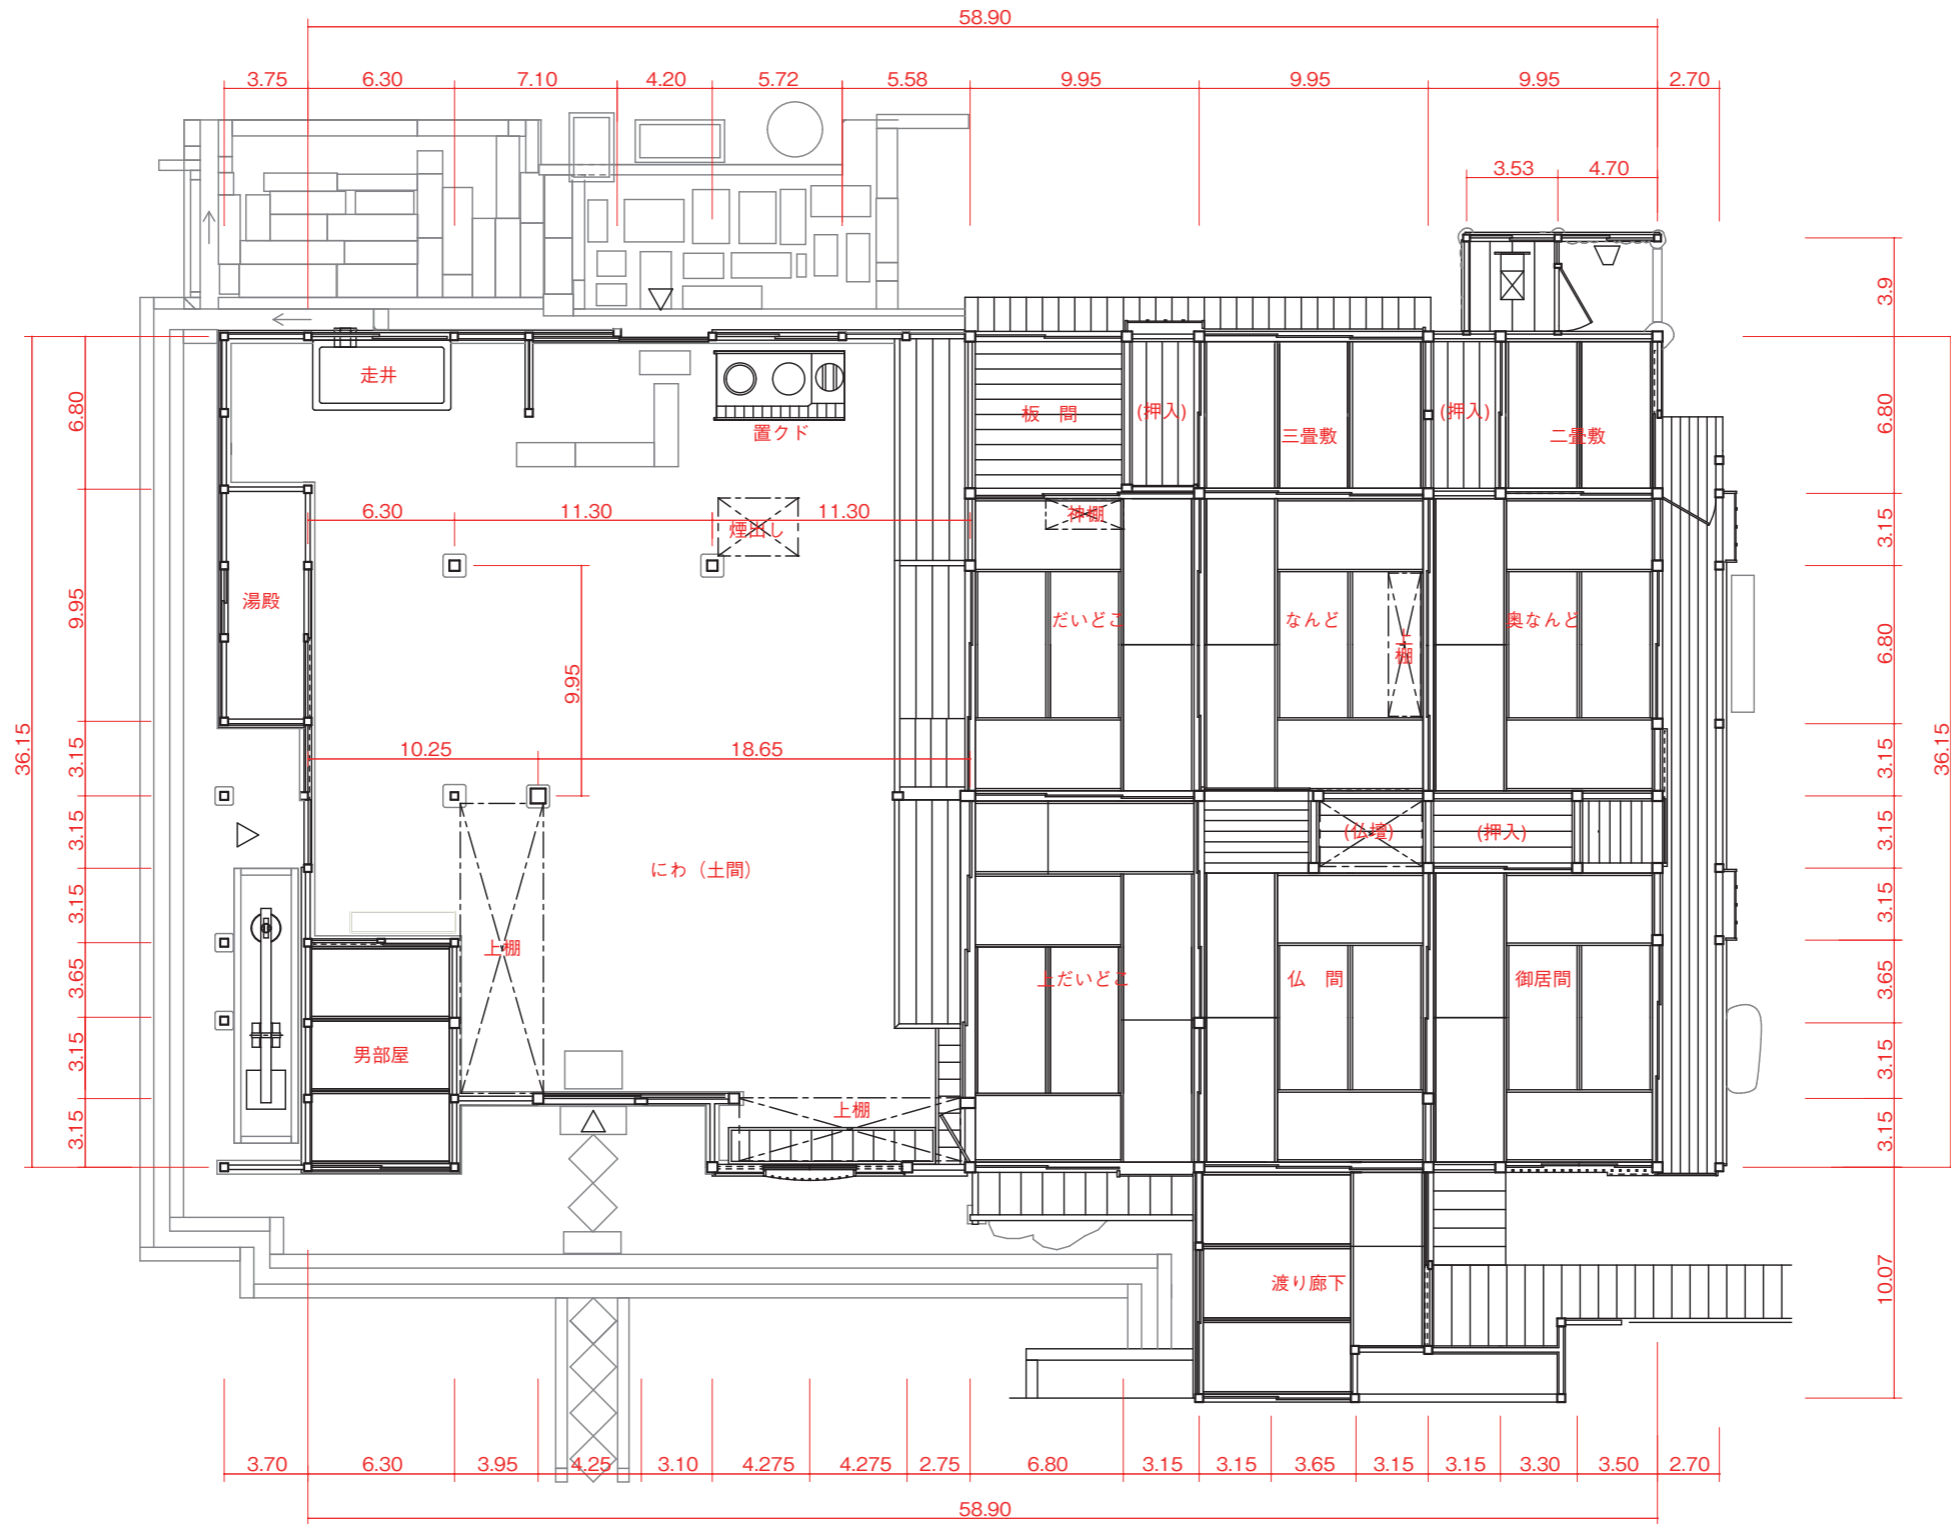 58.90
3.75 6.30 7.10 4.20 5.72 5.58 9.95 9.95 9.95 2.70
3.53 4.70
3.9
走井
置クド
板 間
(押入)
三畳敷
(押入)
二畳敷
6.80
6.80
6.30 11.30 11.30
煙出し
神棚
3.15
湯殿
9.95
だいどこ
なんど
上棚
奥なんど
6.80
9.95
36.15
10.25 18.65
3.15
3.15
36.15
3.15
にわ（土間）
(仏壇)
(押入)
3.15
3.15
3.15
上棚
上だいどこ
仏 間
御居間
3.65
3.65
男部屋
3.15
3.15
上棚
3.15
3.15
渡り廊下
10.07
3.70 6.30 3.95 4.25 3.10 4.275 4.275 2.75 6.80 3.15 3.15 3.65 3.15 3.15 3.30 3.50 2.70
58.90